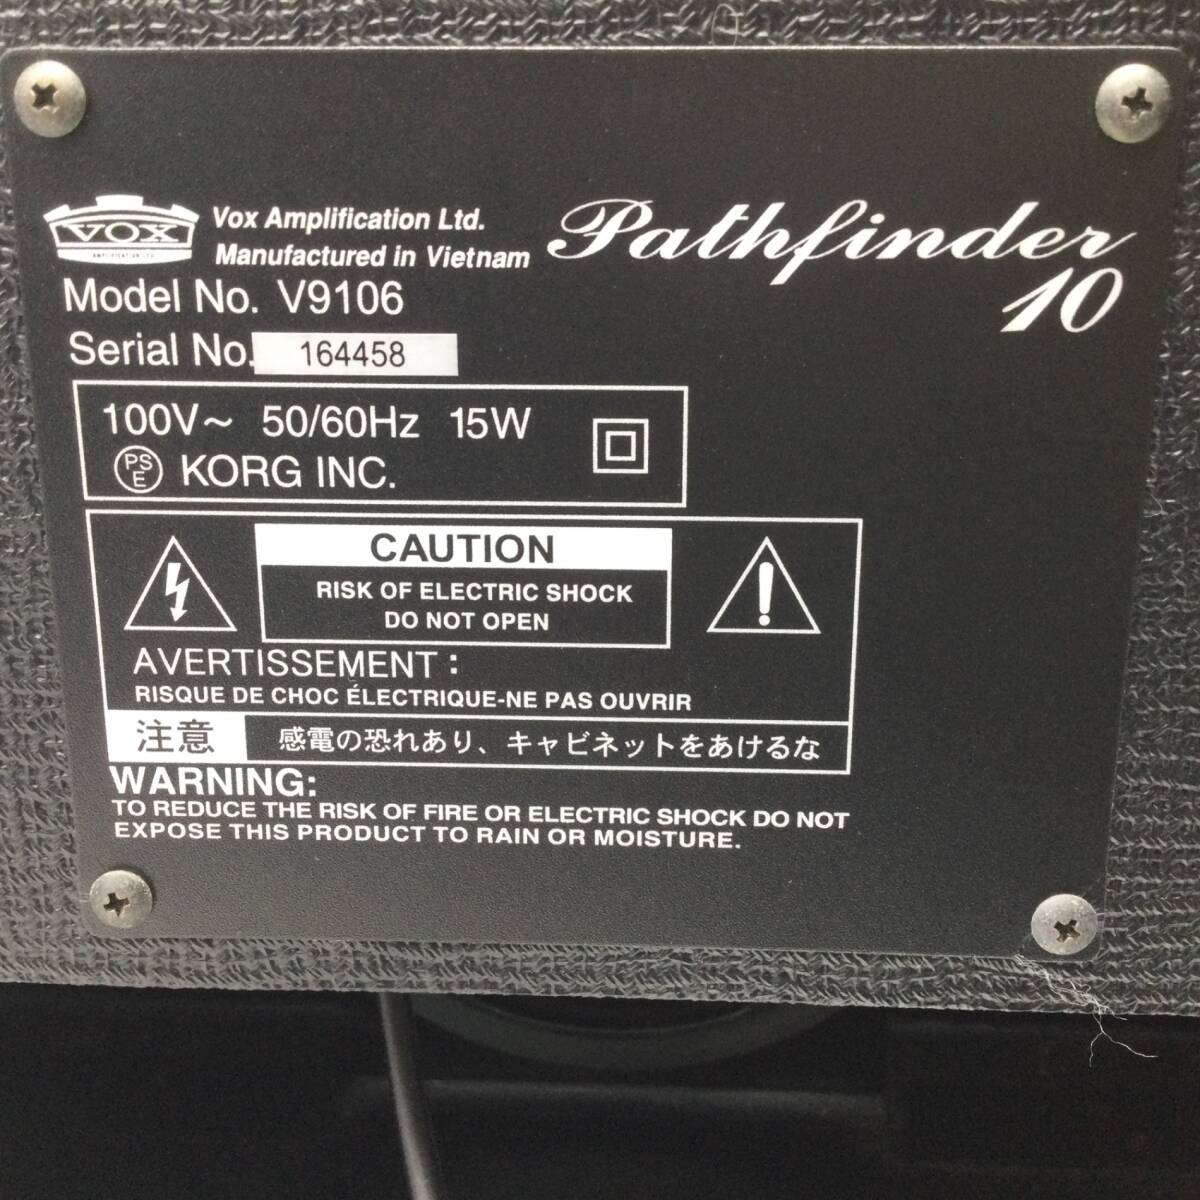 VOX
AMPLIFICATION LTD.
Vox Amplification Ltd.
Manufactured in Vietnam
Pathfinder
10
Model No. V9106
Serial No. 164458
100V~ 50/60Hz 15W
PSE KORG INC.
CAUTION
RISK OF ELECTRIC SHOCK
DO NOT OPEN
AVERTISSEMENT :
RISQUE DE CHOC ÉLECTRIQUE-NE PAS OUVRIR
注意 感電の恐れあり、キャビネットをあけるな
WARNING:
TO REDUCE THE RISK OF FIRE OR ELECTRIC SHOCK DO NOT
EXPOSE THIS PRODUCT TO RAIN OR MOISTURE.